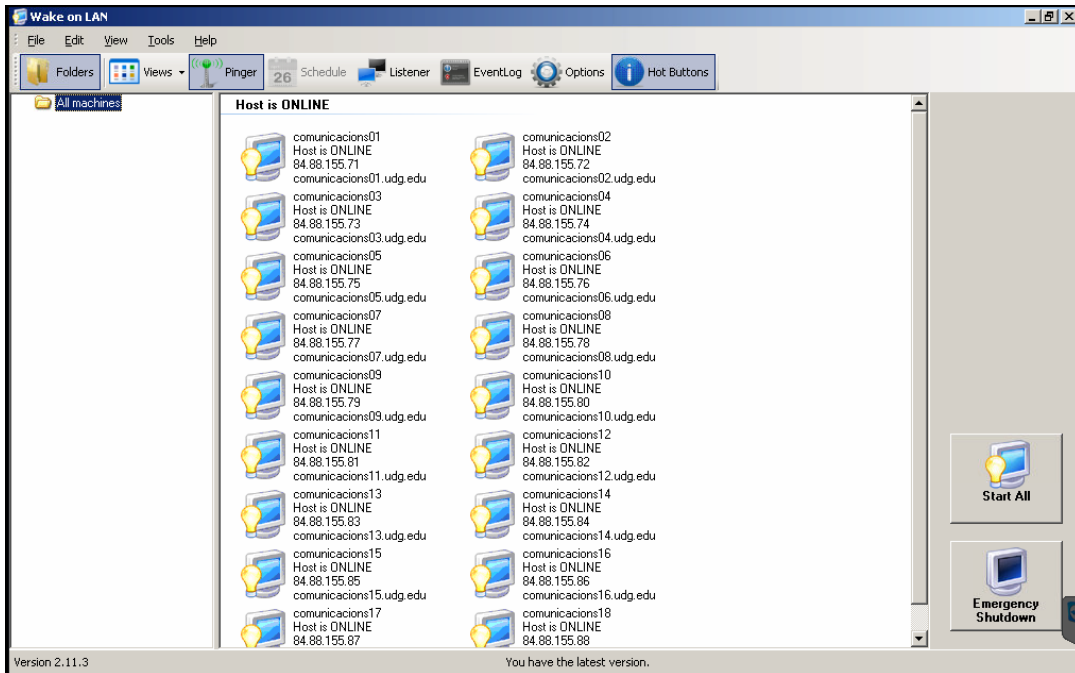 Wake on LAN
File Edit View Tools Help
Folders Views Pinger 26 Schedule Listener EventLog Options Hot Buttons
All machines
Host is ONLINE
comunicacions01
Host is ONLINE
84.88.155.71
comunicacions01.udg.edu
comunicacions02
Host is ONLINE
84.88.155.72
comunicacions02.udg.edu
comunicacions03
Host is ONLINE
84.88.155.73
comunicacions03.udg.edu
comunicacions04
Host is ONLINE
84.88.155.74
comunicacions04.udg.edu
comunicacions05
Host is ONLINE
84.88.155.75
comunicacions05.udg.edu
comunicacions06
Host is ONLINE
84.88.155.76
comunicacions06.udg.edu
comunicacions07
Host is ONLINE
84.88.155.77
comunicacions07.udg.edu
comunicacions08
Host is ONLINE
84.88.155.78
comunicacions08.udg.edu
comunicacions09
Host is ONLINE
84.88.155.79
comunicacions09.udg.edu
comunicacions10
Host is ONLINE
84.88.155.80
comunicacions10.udg.edu
comunicacions11
Host is ONLINE
84.88.155.81
comunicacions11.udg.edu
comunicacions12
Host is ONLINE
84.88.155.82
comunicacions12.udg.edu
comunicacions13
Host is ONLINE
84.88.155.83
comunicacions13.udg.edu
comunicacions14
Host is ONLINE
84.88.155.84
comunicacions14.udg.edu
comunicacions15
Host is ONLINE
84.88.155.85
comunicacions15.udg.edu
comunicacions16
Host is ONLINE
84.88.155.86
comunicacions16.udg.edu
comunicacions17
Host is ONLINE
84.88.155.87
comunicacions18
Host is ONLINE
84.88.155.88
Start All
Emergency
Shutdown
Version 2.11.3
You have the latest version.